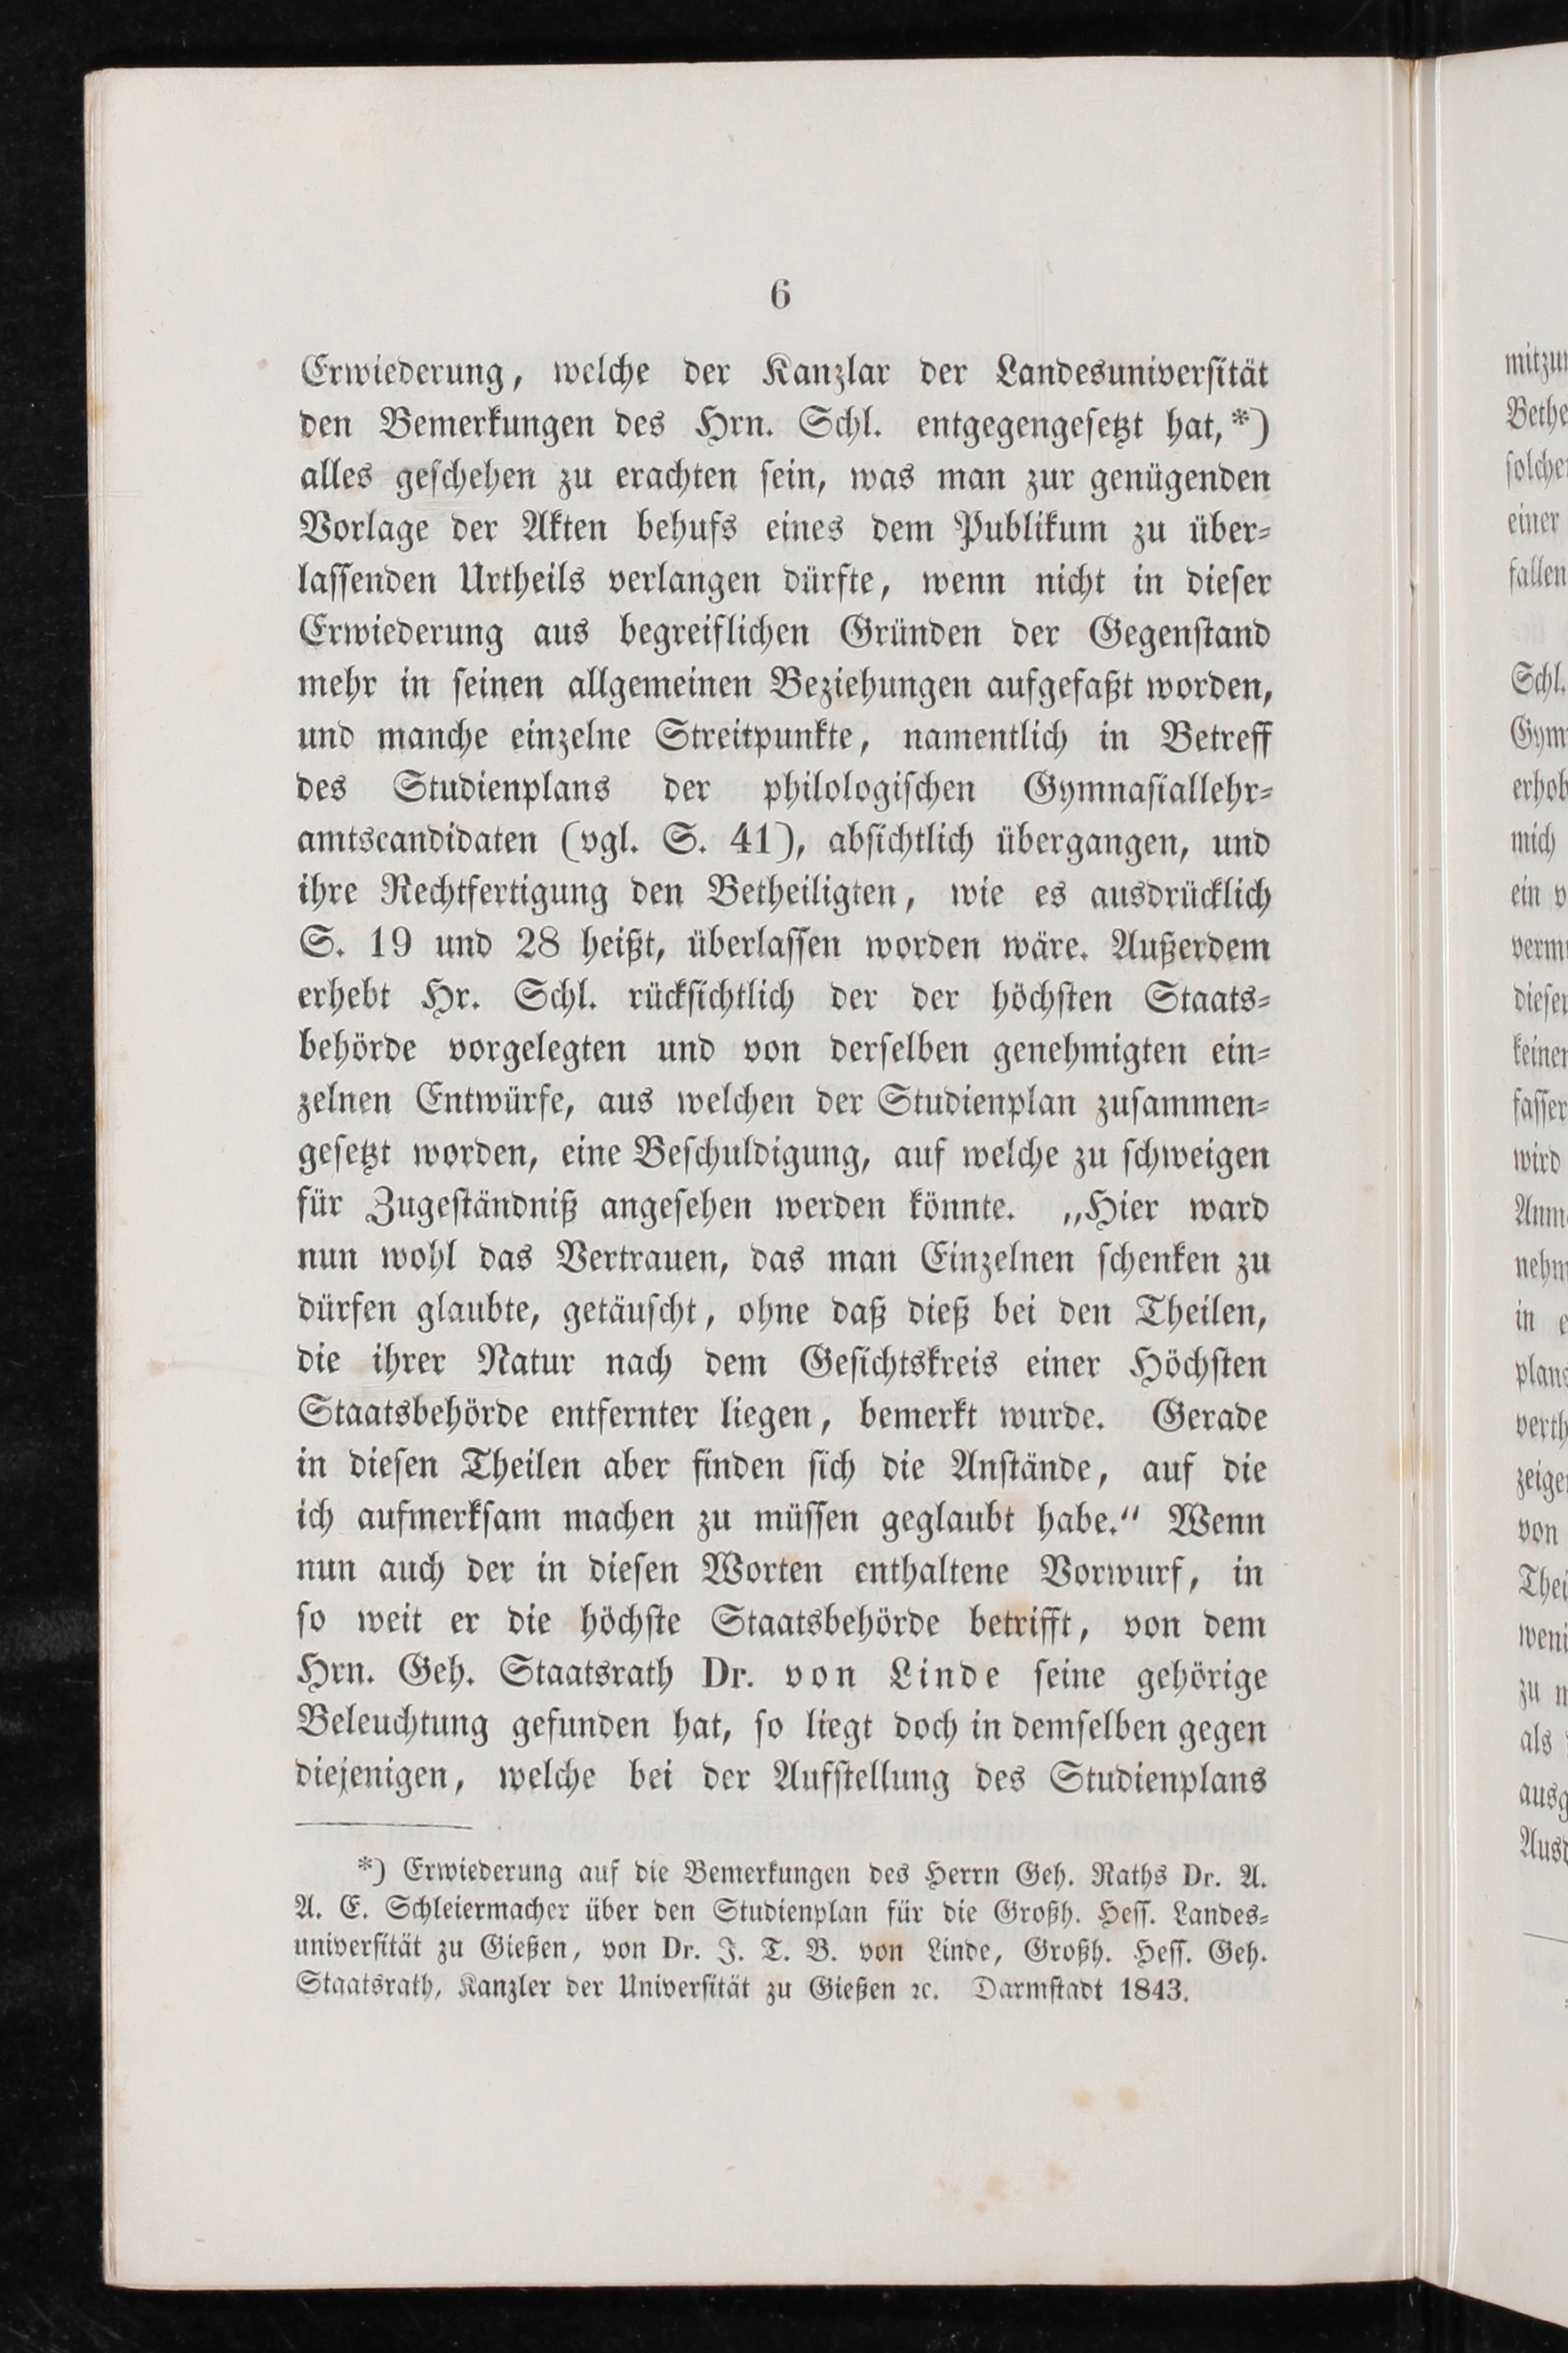 6
Erwiederung, welche der Kanzlar der Landesuniversität
den Bemerkungen des Hrn. Schl. entgegengesetzt hat,*)
alles geschehen zu erachten sein, was man zur genügenden
Vorlage der Akten behufs eines dem Publikum zu über-
lassenden Urtheils verlangen dürfte, wenn nicht in dieser
Erwiederung aus begreiflichen Gründen der Gegenstand
mehr in seinen allgemeinen Beziehungen aufgefaßt worden,
und manche einzelne Streitpunkte, namentlich in Betreff
des Studienplans der philologischen Gymnasiallehr-
amtscandidaten (vgl. S. 41), absichtlich übergangen, und
ihre Rechtfertigung den Betheiligten, wie es ausdrücklich
S. 19 und 28 heißt, überlassen worden wäre. Außerdem
erhebt Hr. Schl. rücksichtlich der der höchsten Staats-
behörde vorgelegten und von derselben genehmigten ein-
zelnen Entwürfe, aus welchen der Studienplan zusammen-
gesetzt worden, eine Beschuldigung, auf welche zu schweigen
für Zugeständniß angesehen werden könnte. „Hier ward
nun wohl das Vertrauen, das man Einzelnen schenken zu
dürfen glaubte, getäuscht, ohne daß dieß bei den Theilen,
die ihrer Natur nach dem Gesichtskreis einer Höchsten
Staatsbehörde entfernter liegen, bemerkt wurde. Gerade
in diesen Theilen aber finden sich die Anstände, auf die
ich aufmerksam machen zu müssen geglaubt habe.“ Wenn
nun auch der in diesen Worten enthaltene Vorwurf, in
so weit er die höchste Staatsbehörde betrifft, von dem
Hrn. Geh. Staatsrath Dr. von Linde seine gehörige
Beleuchtung gefunden hat, so liegt doch in demselben gegen
diejenigen, welche bei der Aufstellung des Studienplans
*) Erwiederung auf die Bemerkungen des Herrn Geh. Raths Dr. A.
A. E. Schleiermacher über den Studienplan für die Großh. Hess. Landes-
universität zu Gießen, von Dr. J. T. B. von Linde, Großh. Hess. Geh.
Staatsrath, Kanzler der Universität zu Gießen ꝛc. Darmstadt 1843.